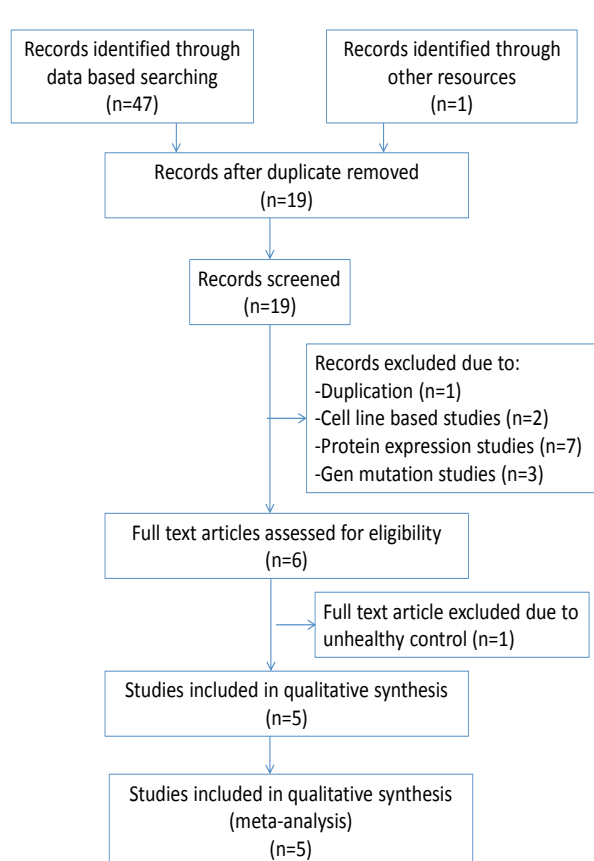 Records identified through
data based searching
(n=47)
Records identified through
other resources
(n=1)
Records after duplicate removed
(n=19)
Records screened
(n=19)
Records excluded due to:
-Duplication (n=1)
-Cell line based studies (n=2)
-Protein expression studies (n=7)
-Gen mutation studies (n=3)
Full text articles assessed for eligibility
(n=6)
Full text article excluded due to
unhealthy control (n=1)
Studies included in qualitative synthesis
(n=5)
Studies included in qualitative synthesis
(meta-analysis)
(n=5)